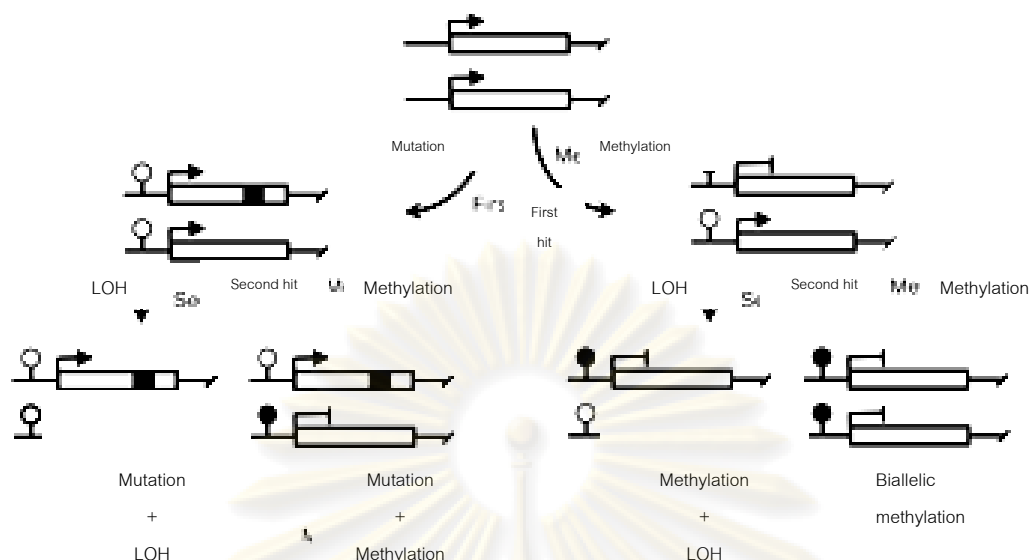 Mutation
Methylation
First
hit
LOH
Second hit
Methylation
LOH
Second hit
Methylation
Mutation
+
LOH
Mutation
+
Methylation
Methylation
+
LOH
Biallelic
methylation